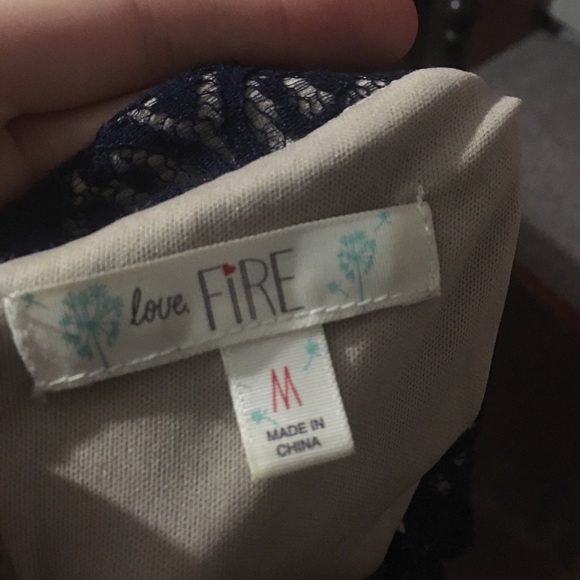 love, FiRE
M
MADE IN
CHINA